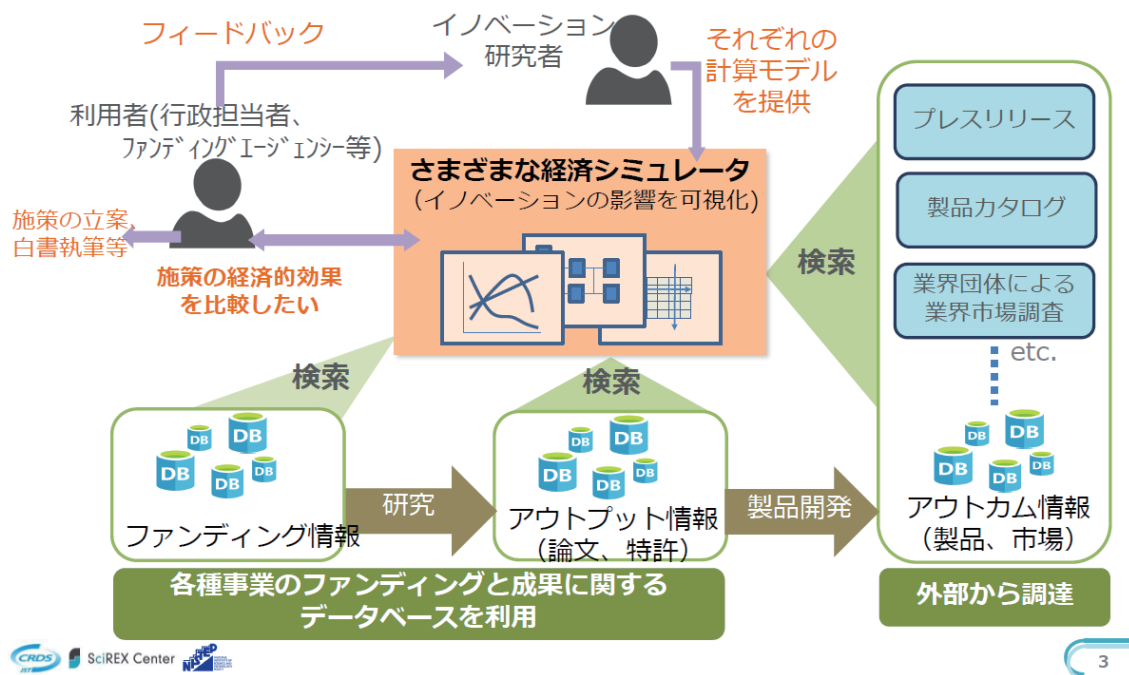 フィードバック
イノベーション
研究者
それぞれの
計算モデル
を提供
利用者(行政担当者、
ﾌｧﾝﾃﾞｨﾝｸﾞｴｰｼﾞｪﾝｼｰ等)
施策の立案、
白書執筆等
施策の経済的効果
を比較したい
さまざまな経済シミュレータ
（イノベーションの影響を可視化)
検索
プレスリリース
製品カタログ
業界団体による
業界市場調査
etc.
検索
検索
DB
DB
DB
DB
DB
ファンディング情報
研究
DB
DB
DB
DB
DB
アウトプット情報
（論文、特許）
製品開発
DB
DB
DB
DB
DB
アウトカム情報
（製品、市場）
各種事業のファンディングと成果に関する
データベースを利用
外部から調達
CRDS
SciREX Center
NISTEP
3